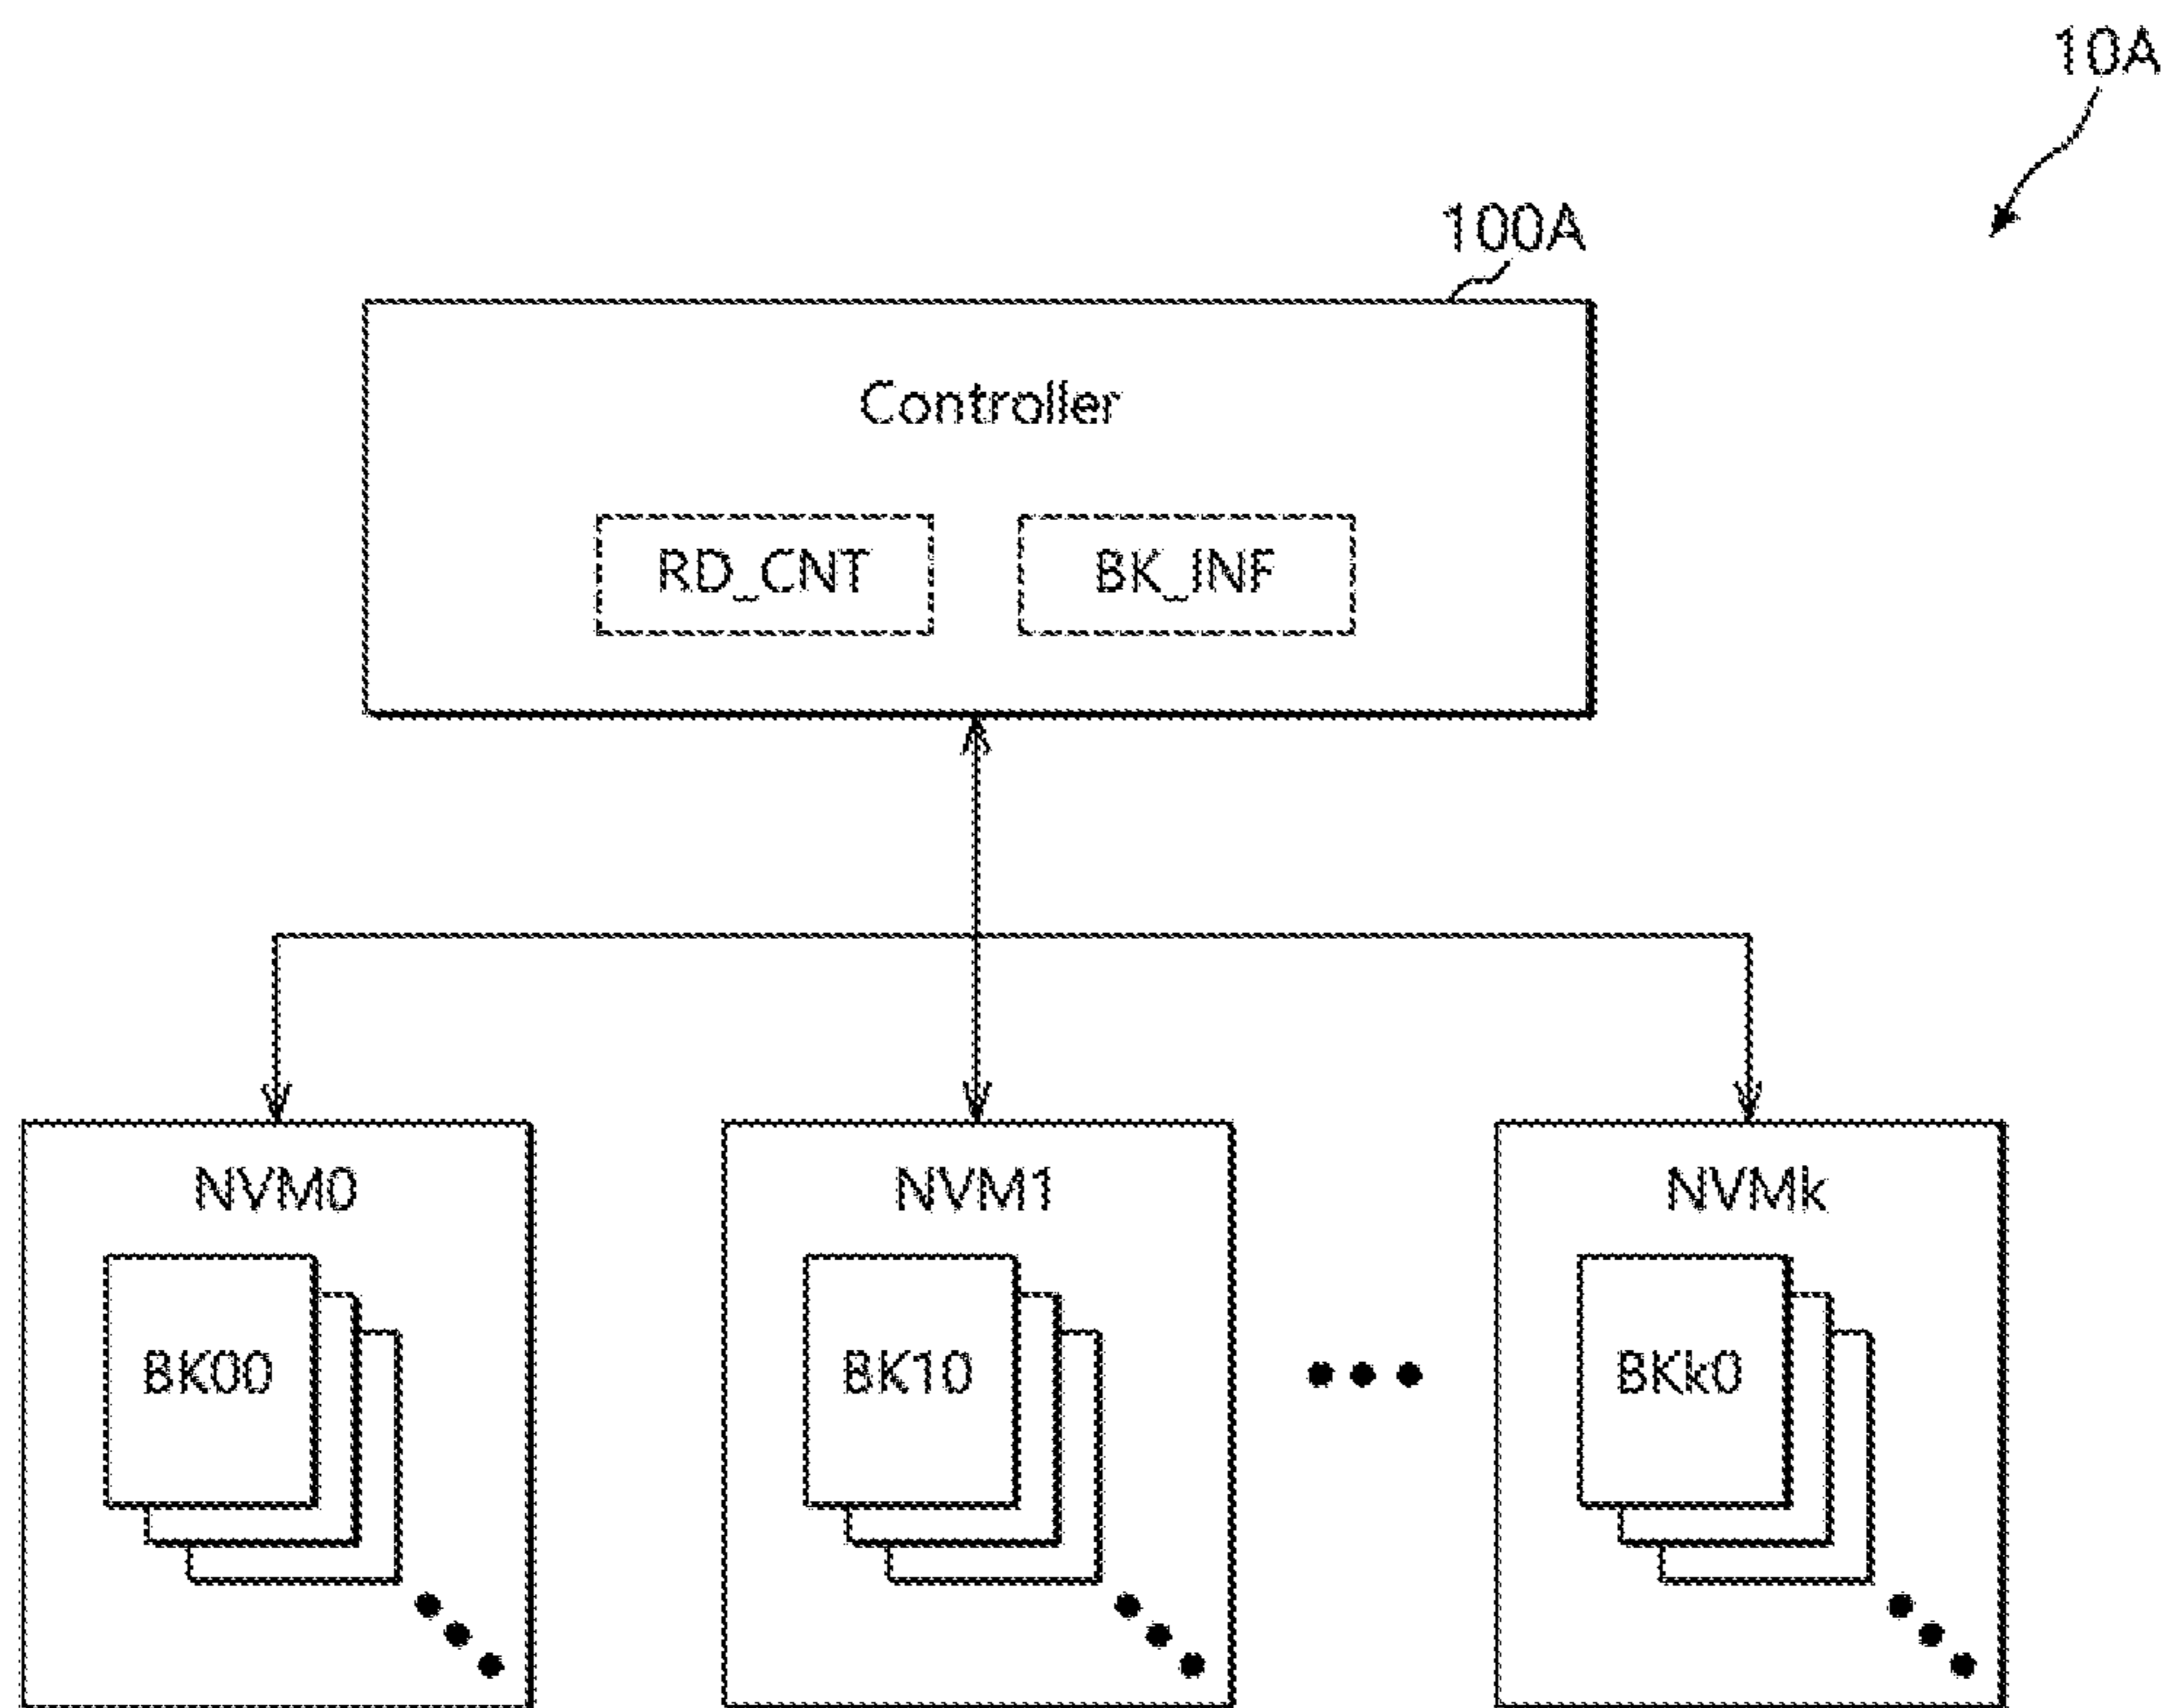 10A
100A
Controller
RD_CNT BK_INF
NVM0 NVM1 NVMk
BK00 BK10 BKk0